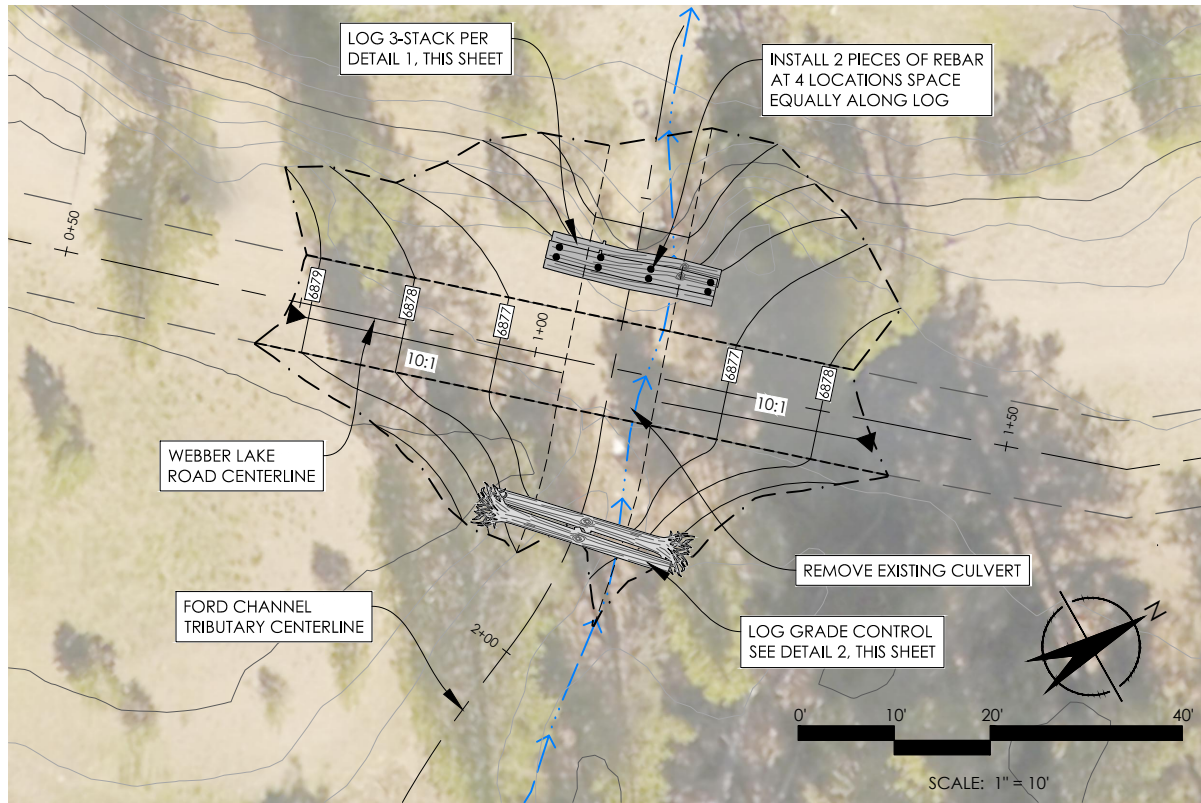 LOG 3-STACK PER
DETAIL 1, THIS SHEET
INSTALL 2 PIECES OF REBAR
AT 4 LOCATIONS SPACE
EQUALLY ALONG LOG
0+50
6879
6878
6877
1+00
10:1
6877
6878
10:1
1+50
WEBBER LAKE
ROAD CENTERLINE
REMOVE EXISTING CULVERT
FORD CHANNEL
TRIBUTARY CENTERLINE
2+00
LOG GRADE CONTROL
SEE DETAIL 2, THIS SHEET
N
0' 10' 20' 40'
SCALE: 1" = 10'